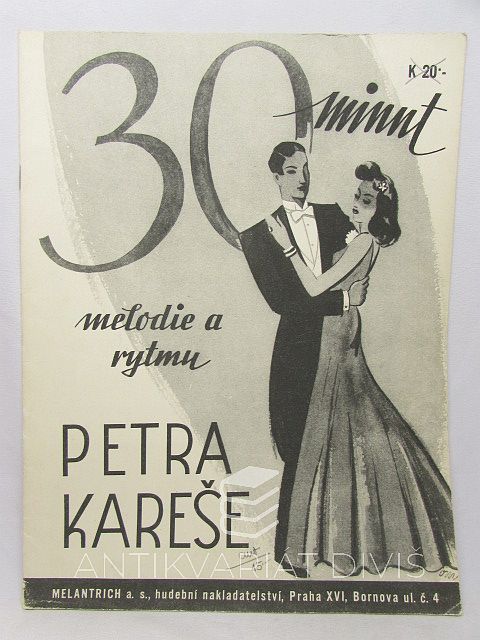 30
minut
K 20·-
melodie a
rytmu
PETRA
KAREŠE
ANTIKVARIÁT DIVIŠ
MELANTRICH a. s., hudební nakladatelství, Praha XVI, Bornova ul. č. 4